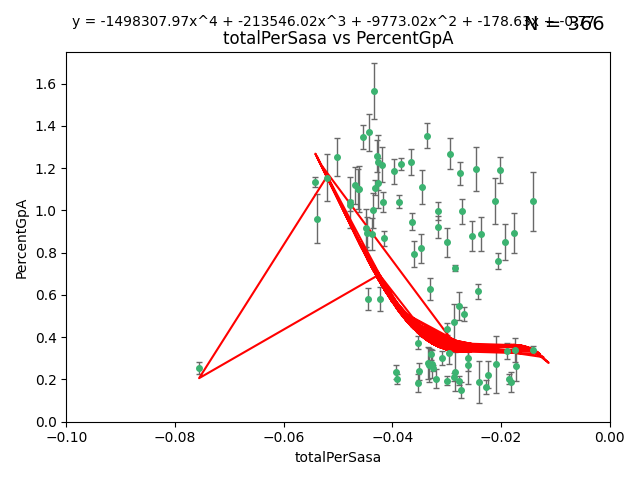 y = -1498307.97x^4 + -213546.02x^3 + -9773.02x^2 + -178.63x + -0.77
N = 366
totalPerSasa vs PercentGpA
PercentGpA
1.6
1.4
1.2
1.0
0.8
0.6
0.4
0.2
0.0
-0.10 -0.08 -0.06 -0.04 -0.02 0.00
totalPerSasa